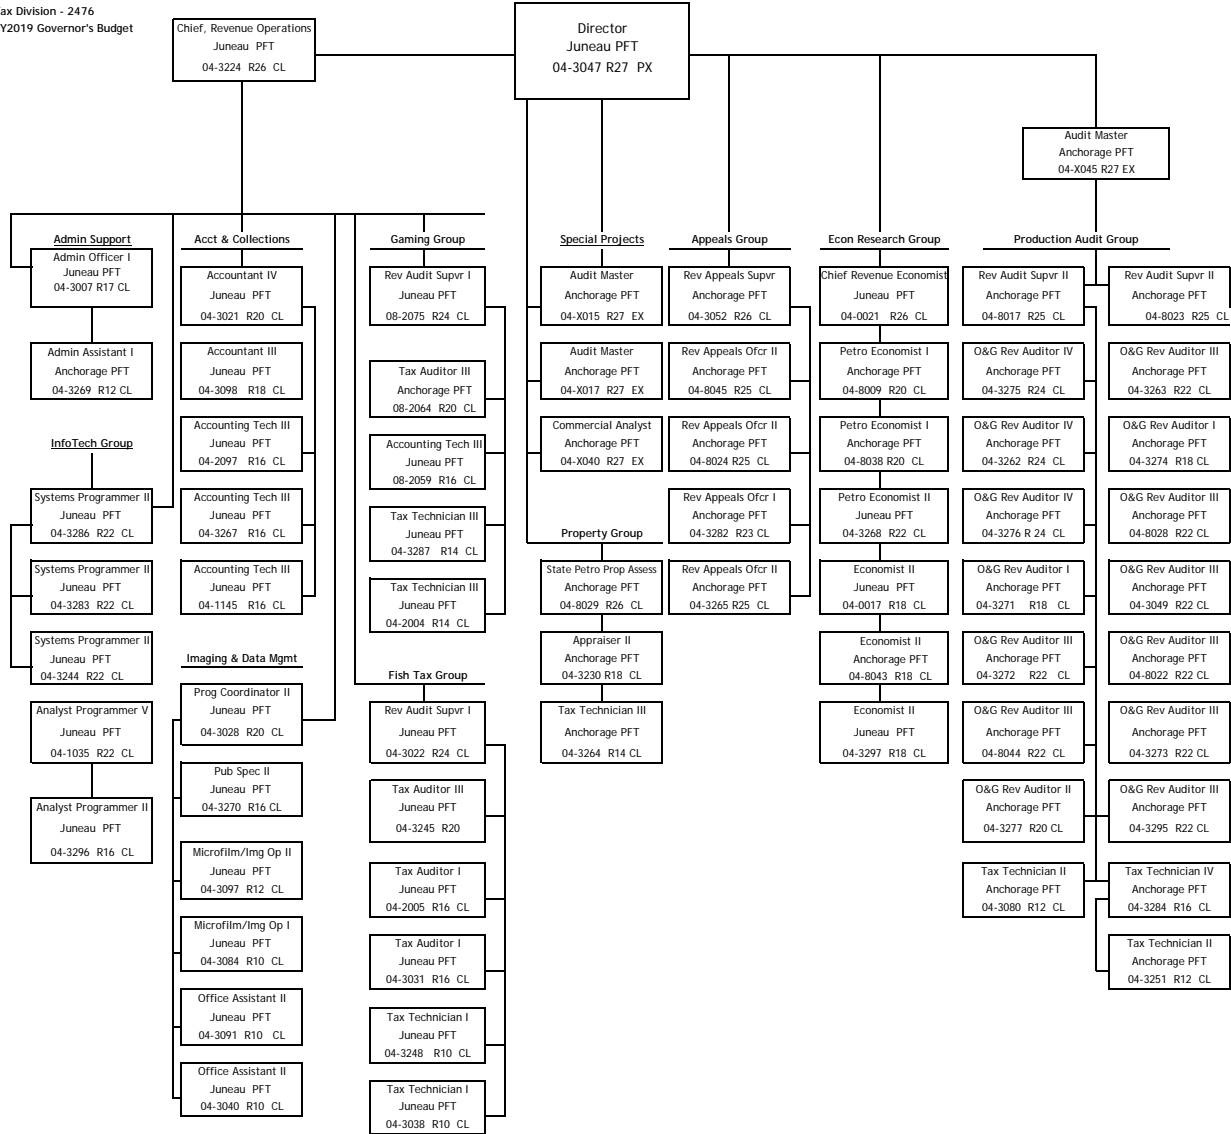 ax Division - 2476
Y2019 Governor's Budget
Chief, Revenue Operations
Juneau PFT
04-3224 R26 CL
Director
Juneau PFT
04-3047 R27 PX
Audit Master
Anchorage PFT
04-X045 R27 EX
Admin Support
Admin Officer I
Juneau PFT
04-3007 R17 CL
Admin Assistant I
Anchorage PFT
04-3269 R12 CL
InfoTech Group
Systems Programmer II
Juneau PFT
04-3286 R22 CL
Systems Programmer II
Juneau PFT
04-3283 R22 CL
Systems Programmer II
Juneau PFT
04-3244 R22 CL
Analyst Programmer V
Juneau PFT
04-1035 R22 CL
Analyst Programmer II
Juneau PFT
04-3296 R16 CL
Acct & Collections
Accountant IV
Juneau PFT
04-3021 R20 CL
Accountant III
Juneau PFT
04-3098 R18 CL
Accounting Tech III
Juneau PFT
04-2097 R16 CL
Accounting Tech III
Juneau PFT
04-3267 R16 CL
Accounting Tech III
Juneau PFT
04-1145 R16 CL
Imaging & Data Mgmt
Prog Coordinator II
Juneau PFT
04-3028 R20 CL
Pub Spec II
Juneau PFT
04-3270 R16 CL
Microfilm/Img Op II
Juneau PFT
04-3097 R12 CL
Microfilm/Img Op I
Juneau PFT
04-3084 R10 CL
Office Assistant II
Juneau PFT
04-3091 R10 CL
Office Assistant II
Juneau PFT
04-3040 R10 CL
Gaming Group
Rev Audit Supvr I
Juneau PFT
08-2075 R24 CL
Tax Auditor III
Anchorage PFT
08-2064 R20 CL
Accounting Tech III
Juneau PFT
08-2059 R16 CL
Tax Technician III
Juneau PFT
04-3287 R14 CL
Tax Technician III
Juneau PFT
04-2004 R14 CL
Fish Tax Group
Rev Audit Supvr I
Juneau PFT
04-3022 R24 CL
Tax Auditor III
Juneau PFT
04-3245 R20
Tax Auditor I
Juneau PFT
04-2005 R16 CL
Tax Auditor I
Juneau PFT
04-3031 R16 CL
Tax Technician I
Juneau PFT
04-3248 R10 CL
Tax Technician I
Juneau PFT
04-3038 R10 CL
Special Projects
Audit Master
Anchorage PFT
04-X015 R27 EX
Audit Master
Anchorage PFT
04-X017 R27 EX
Commercial Analyst
Anchorage PFT
04-X040 R27 EX
Property Group
State Petro Prop Assess
Anchorage PFT
04-8029 R26 CL
Appraiser II
Anchorage PFT
04-3230 R18 CL
Tax Technician III
Anchorage PFT
04-3264 R14 CL
Appeals Group
Rev Appeals Supvr
Anchorage PFT
04-3052 R26 CL
Rev Appeals Ofcr II
Anchorage PFT
04-8045 R25 CL
Rev Appeals Ofcr II
Anchorage PFT
04-8024 R25 CL
Rev Appeals Ofcr I
Anchorage PFT
04-3282 R23 CL
Rev Appeals Ofcr II
Anchorage PFT
04-3265 R25 CL
Econ Research Group
Chief Revenue Economist
Juneau PFT
04-0021 R26 CL
Petro Economist I
Anchorage PFT
04-8009 R20 CL
Petro Economist I
Anchorage PFT
04-8038 R20 CL
Petro Economist II
Juneau PFT
04-3268 R22 CL
Economist II
Juneau PFT
04-0017 R18 CL
Economist II
Anchorage PFT
04-8043 R18 CL
Economist II
Juneau PFT
04-3297 R18 CL
Production Audit Group
Rev Audit Supvr II
Anchorage PFT
04-8017 R25 CL
O&G Rev Auditor IV
Anchorage PFT
04-3275 R24 CL
O&G Rev Auditor IV
Anchorage PFT
04-3262 R24 CL
O&G Rev Auditor IV
Anchorage PFT
04-3276 R 24 CL
O&G Rev Auditor I
Anchorage PFT
04-3271 R18 CL
O&G Rev Auditor III
Anchorage PFT
04-3272 R22 CL
O&G Rev Auditor III
Anchorage PFT
04-8044 R22 CL
O&G Rev Auditor II
Anchorage PFT
04-3277 R20 CL
Tax Technician II
Anchorage PFT
04-3080 R12 CL
Rev Audit Supvr II
Anchorage PFT
04-8023 R25 CL
O&G Rev Auditor III
Anchorage PFT
04-3263 R22 CL
O&G Rev Auditor I
Anchorage PFT
04-3274 R18 CL
O&G Rev Auditor III
Anchorage PFT
04-8028 R22 CL
O&G Rev Auditor III
Anchorage PFT
04-3049 R22 CL
O&G Rev Auditor III
Anchorage PFT
04-8022 R22 CL
O&G Rev Auditor III
Anchorage PFT
04-3273 R22 CL
O&G Rev Auditor III
Anchorage PFT
04-3295 R22 CL
Tax Technician IV
Anchorage PFT
04-3284 R16 CL
Tax Technician II
Anchorage PFT
04-3251 R12 CL